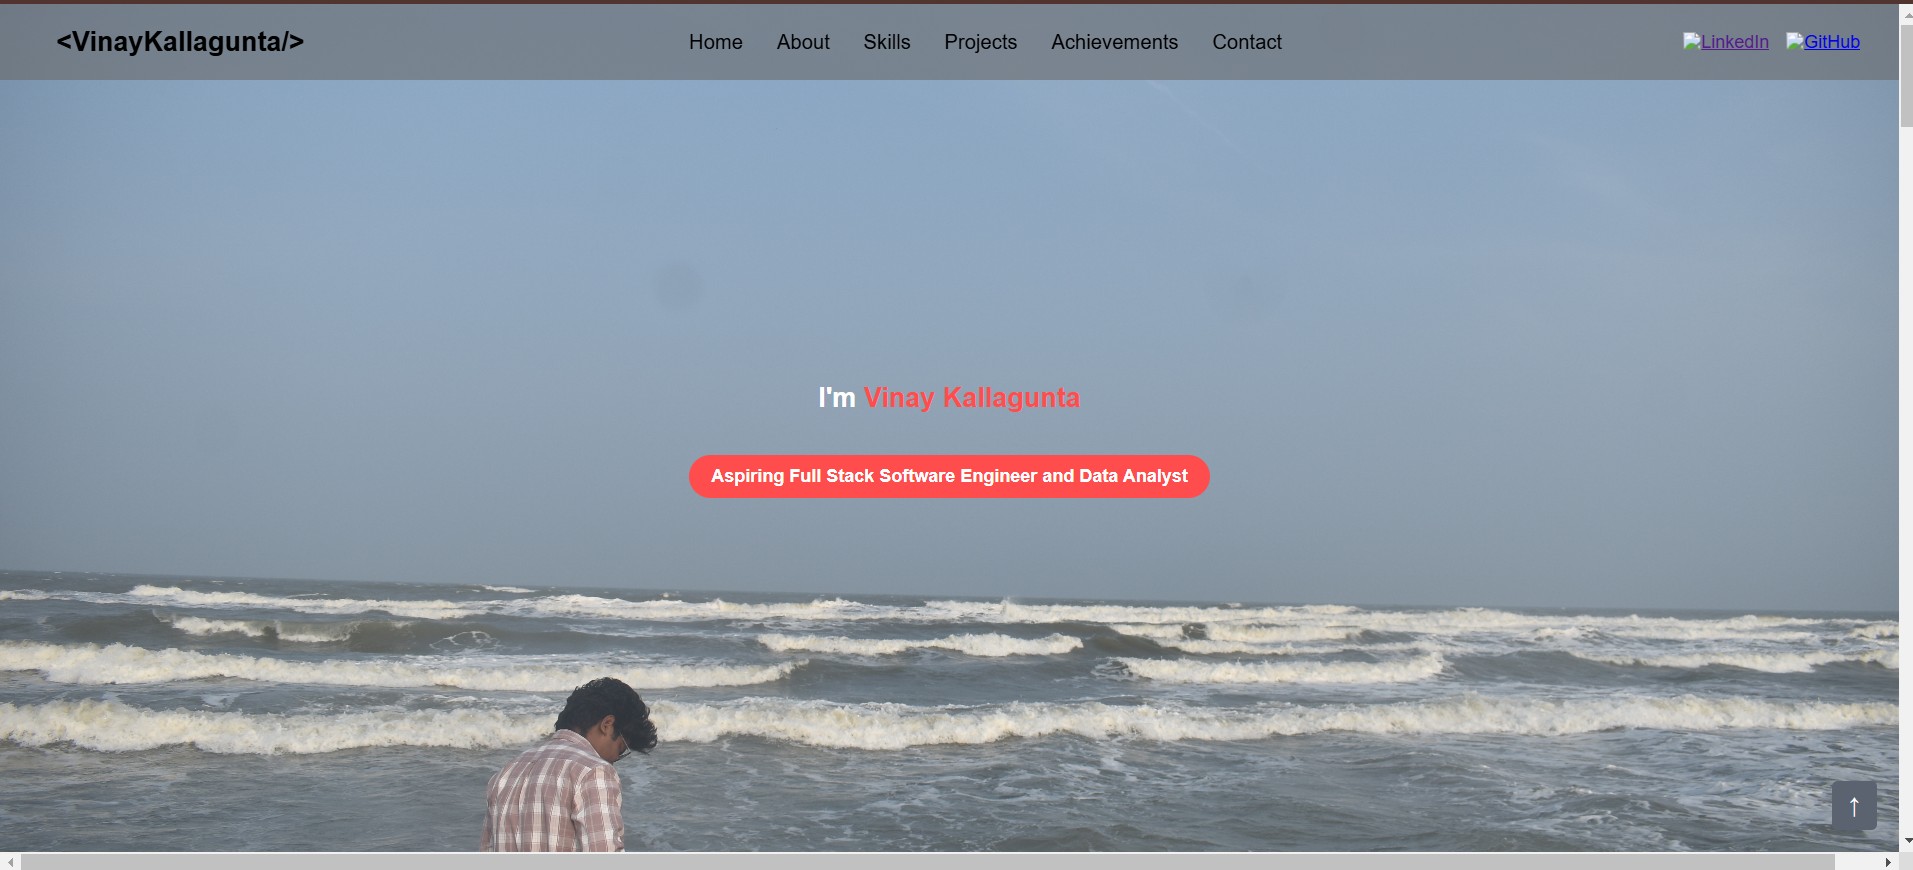 <VinayKallagunta/>
Home About Skills Projects Achievements Contact
LinkedIn GitHub
I'm Vinay Kallagunta
Aspiring Full Stack Software Engineer and Data Analyst
↑